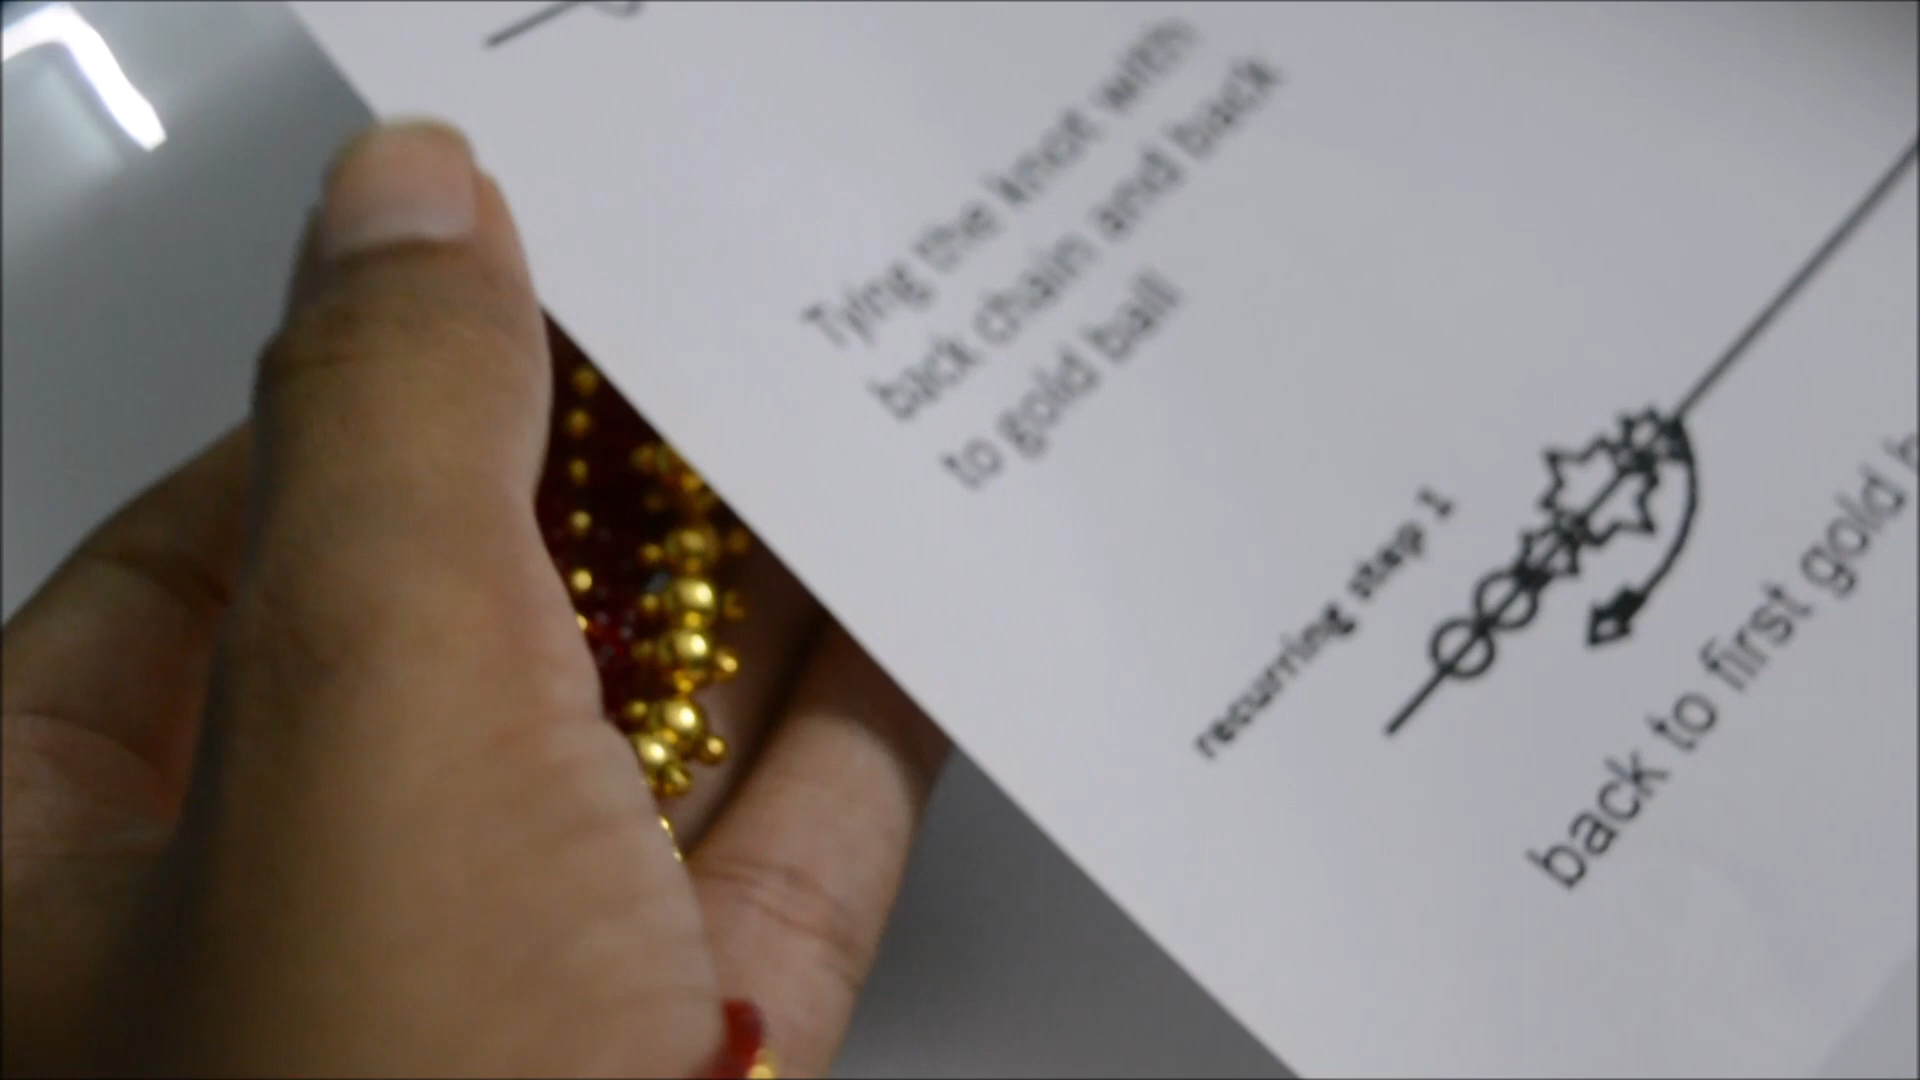 Tying the knot with
back chain and back
to gold ball
recurring step 1
back to first gold